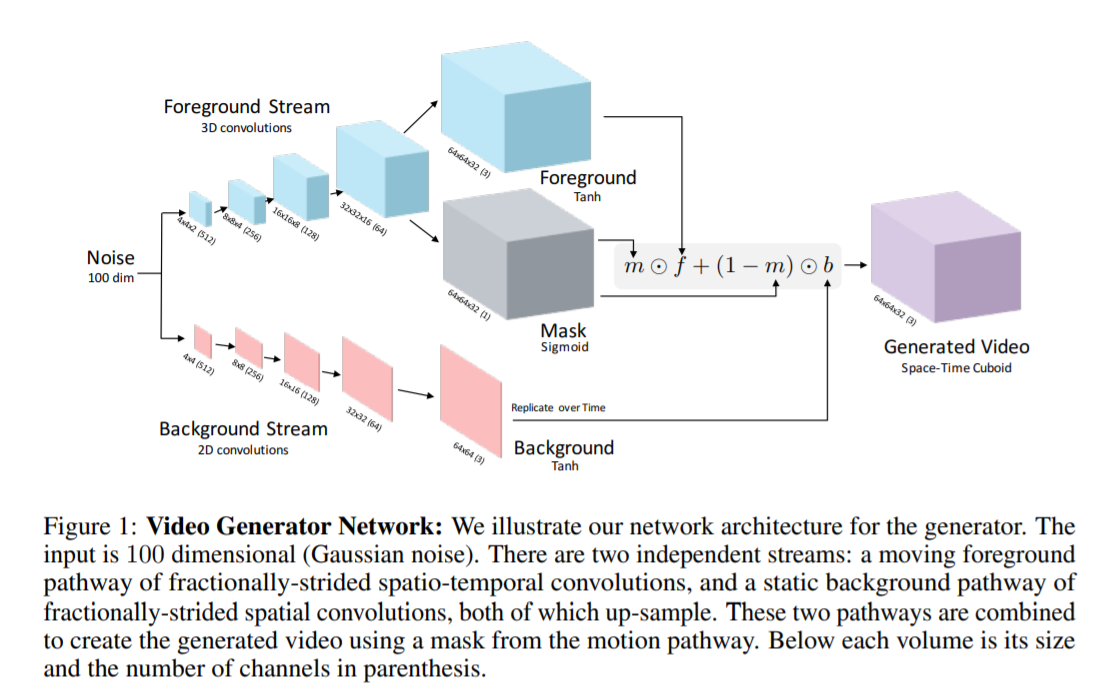 Foreground Stream
3D convolutions
64x64x32 (3)
Foreground
Tanh
4x4x2 (512)
8x8x4 (256)
16x16x8 (128)
32x32x16 (64)
Noise
100 dim
64x64x32 (1)
Mask
Sigmoid
m ⊙ f + (1 − m) ⊙ b
64x64x32 (3)
Generated Video
Space-Time Cuboid
4x4 (512)
8x8 (256)
16x16 (128)
32x32 (64)
64x64 (3)
Background Stream
2D convolutions
Replicate over Time
Background
Tanh
Figure 1: Video Generator Network: We illustrate our network architecture for the generator. The
input is 100 dimensional (Gaussian noise). There are two independent streams: a moving foreground
pathway of fractionally-strided spatio-temporal convolutions, and a static background pathway of
fractionally-strided spatial convolutions, both of which up-sample. These two pathways are combined
to create the generated video using a mask from the motion pathway. Below each volume is its size
and the number of channels in parenthesis.